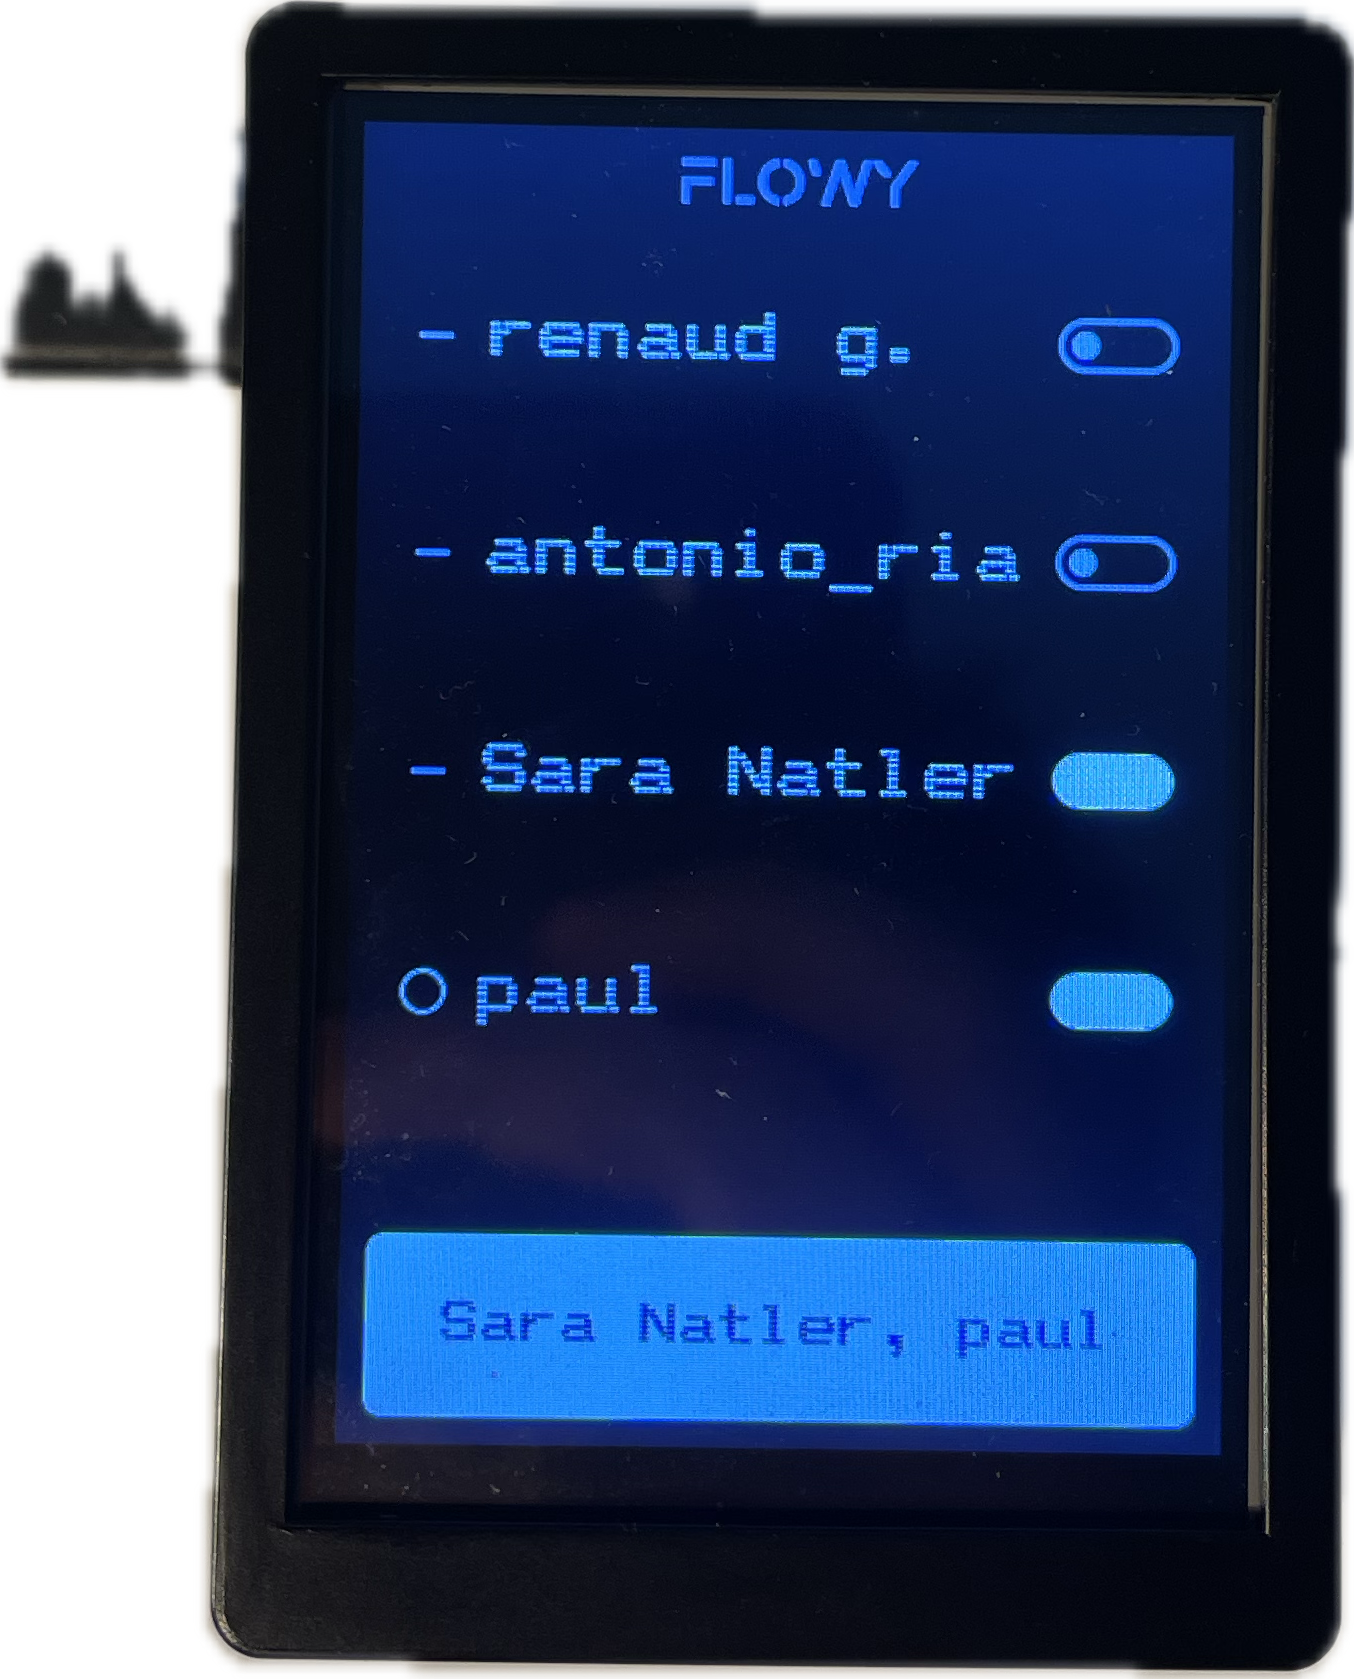 FLOWY
- renaud g.
- antonio_ria
- Sara Natler
paul
Sara Natler, paul